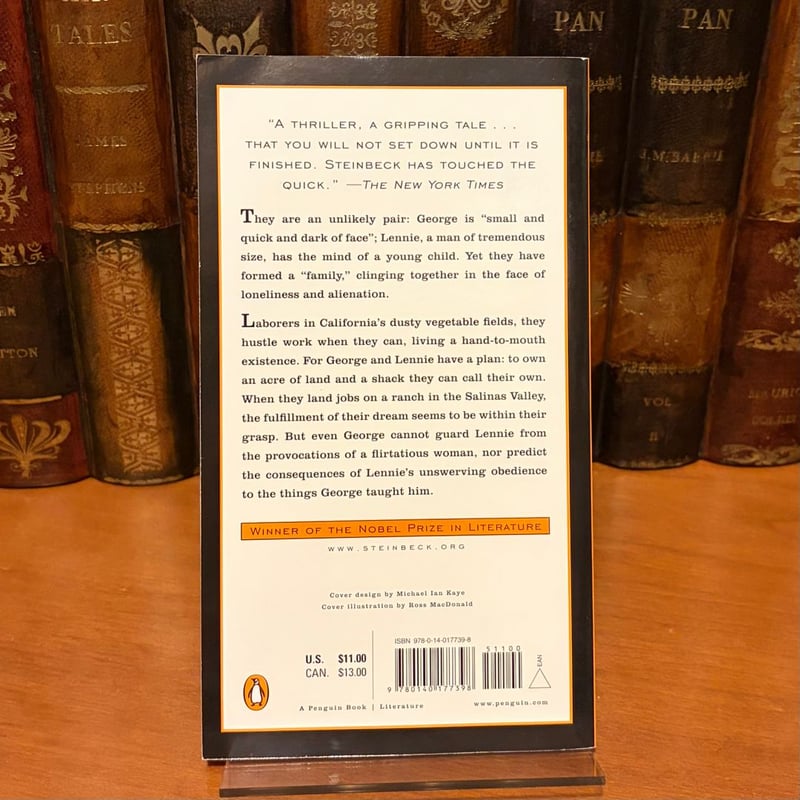 TALES
JAMES
STEPHENS
PAN
PAN
J.M. BARRIE
VOL
II
"A THRILLER, A GRIPPING TALE . . .
THAT YOU WILL NOT SET DOWN UNTIL IT IS
FINISHED. STEINBECK HAS TOUCHED THE
QUICK." —THE NEW YORK TIMES
They are an unlikely pair: George is "small and
quick and dark of face"; Lennie, a man of tremendous
size, has the mind of a young child. Yet they have
formed a "family," clinging together in the face of
loneliness and alienation.
Laborers in California's dusty vegetable fields, they
hustle work when they can, living a hand-to-mouth
existence. For George and Lennie have a plan: to own
an acre of land and a shack they can call their own.
When they land jobs on a ranch in the Salinas Valley,
the fulfillment of their dream seems to be within their
grasp. But even George cannot guard Lennie from
the provocations of a flirtatious woman, nor predict
the consequences of Lennie's unswerving obedience
to the things George taught him.
WINNER OF THE NOBEL PRIZE IN LITERATURE
WWW.STEINBECK.ORG
Cover design by Michael Ian Kaye
Cover illustration by Ross MacDonald
U.S. $11.00
CAN. $13.00
ISBN 978-0-14-017739-8
51100
9 780140 177398
EAN
A Penguin Book | Literature
www.penguin.com